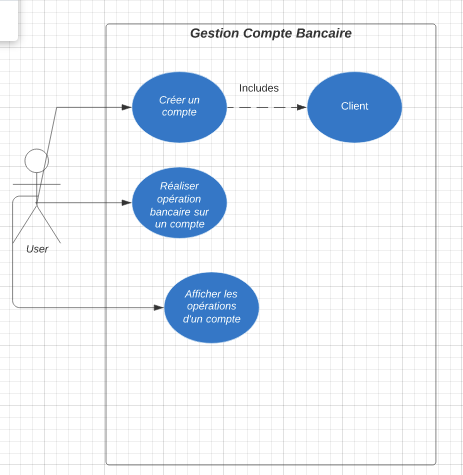 Gestion Compte Bancaire
Includes
Créer un
compte
Client
Réaliser
opération
bancaire sur
un compte
User
Afficher les
opérations
d'un compte